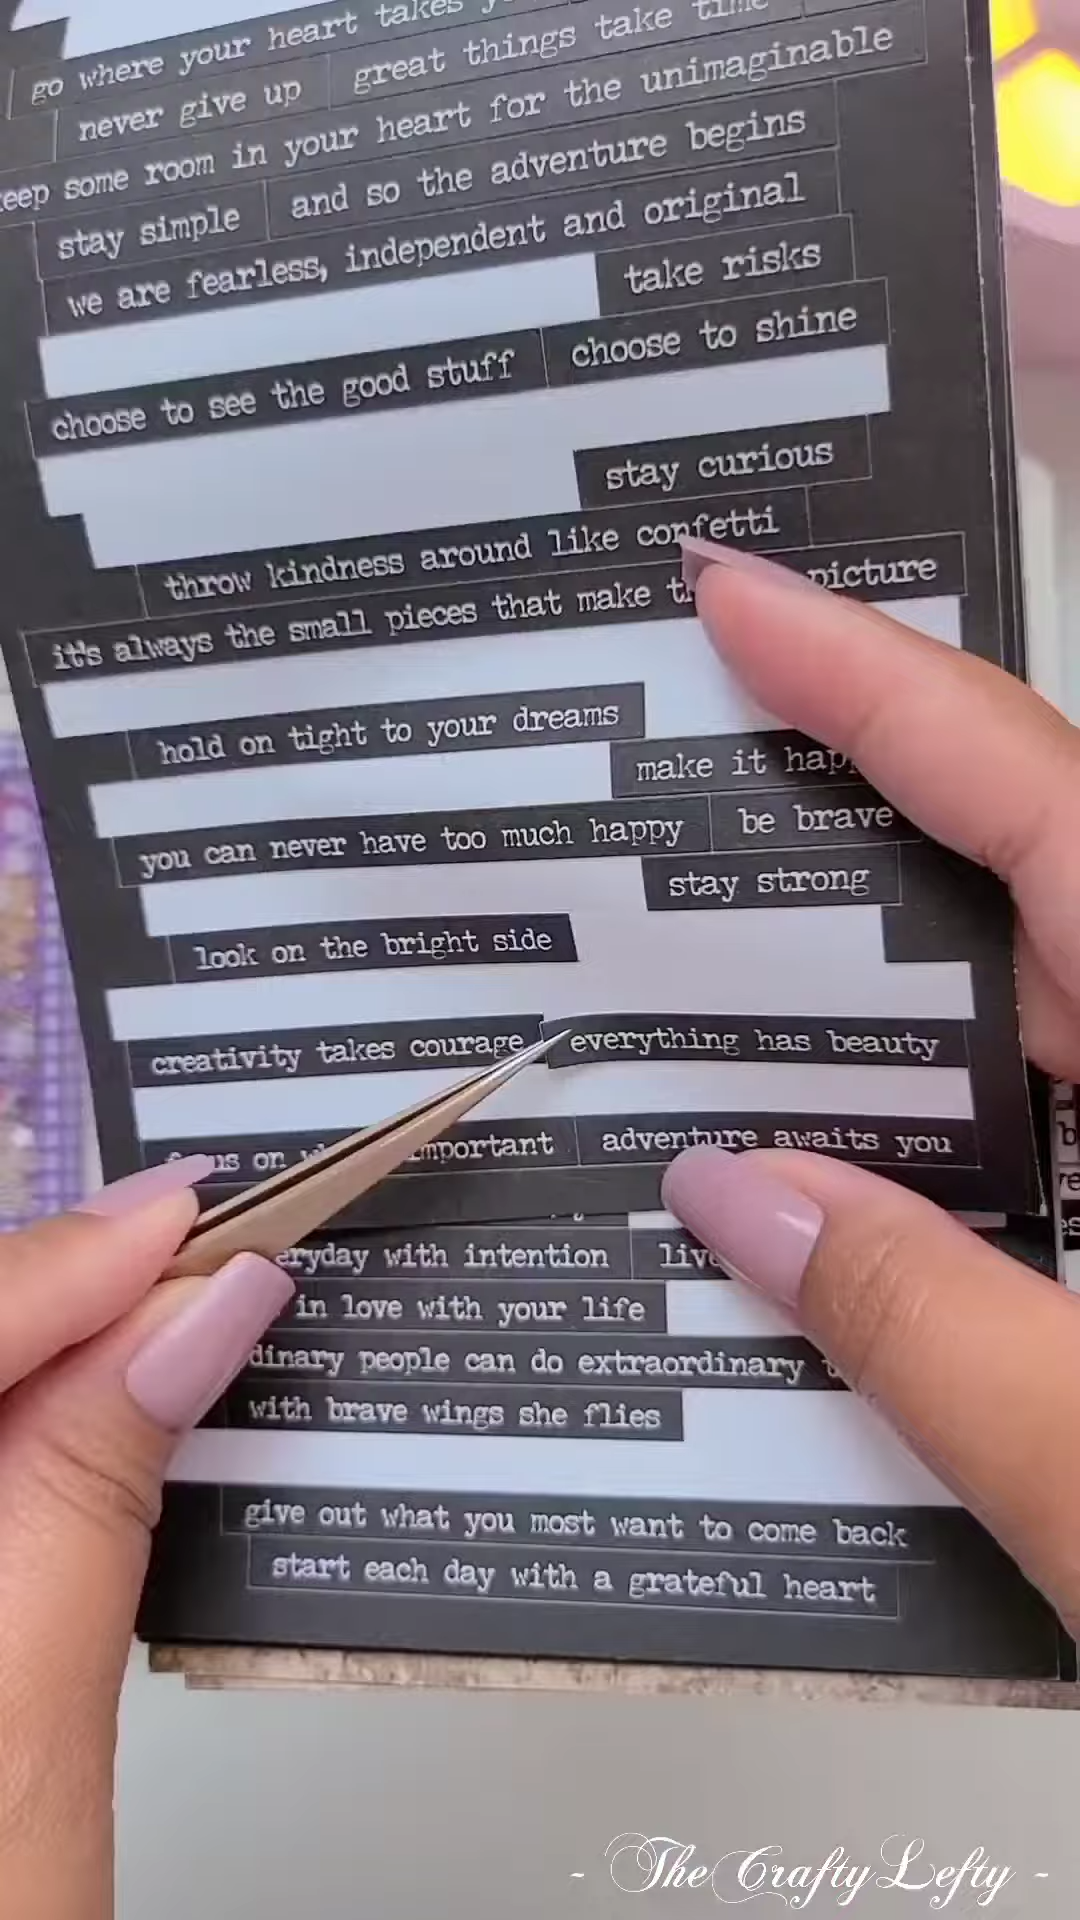 go where your heart takes
never give up great things take time
keep some room in your heart for the unimaginable
stay simple and so the adventure begins
we are fearless, independent and original
take risks
choose to see the good stuff choose to shine
stay curious
throw kindness around like confetti
it's always the small pieces that make picture
hold on tight to your dreams
make it
you can never have too much happy be brave
stay strong
look on the bright side
creativity takes courage everything has beauty
on important adventure awaits you
with intention
in love with your life
people can do extraordinary
with brave wings she flies
give out what you most want to come back
start each day with a grateful heart
- The Crafty Lefty -